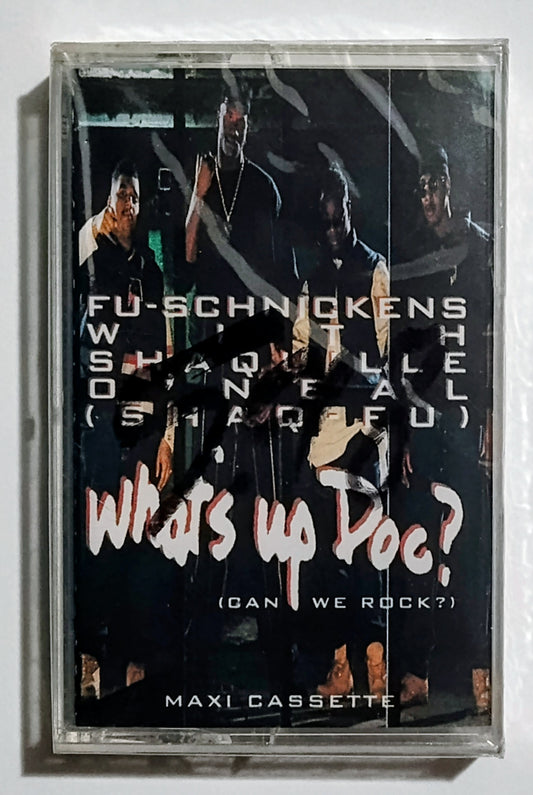 FU-SCHNICKENS
WITH
SHAQUILLE
O'NEAL
(SHAQ-FU)
What's up Doc?
(CAN WE ROCK?)
MAXI CASSETTE